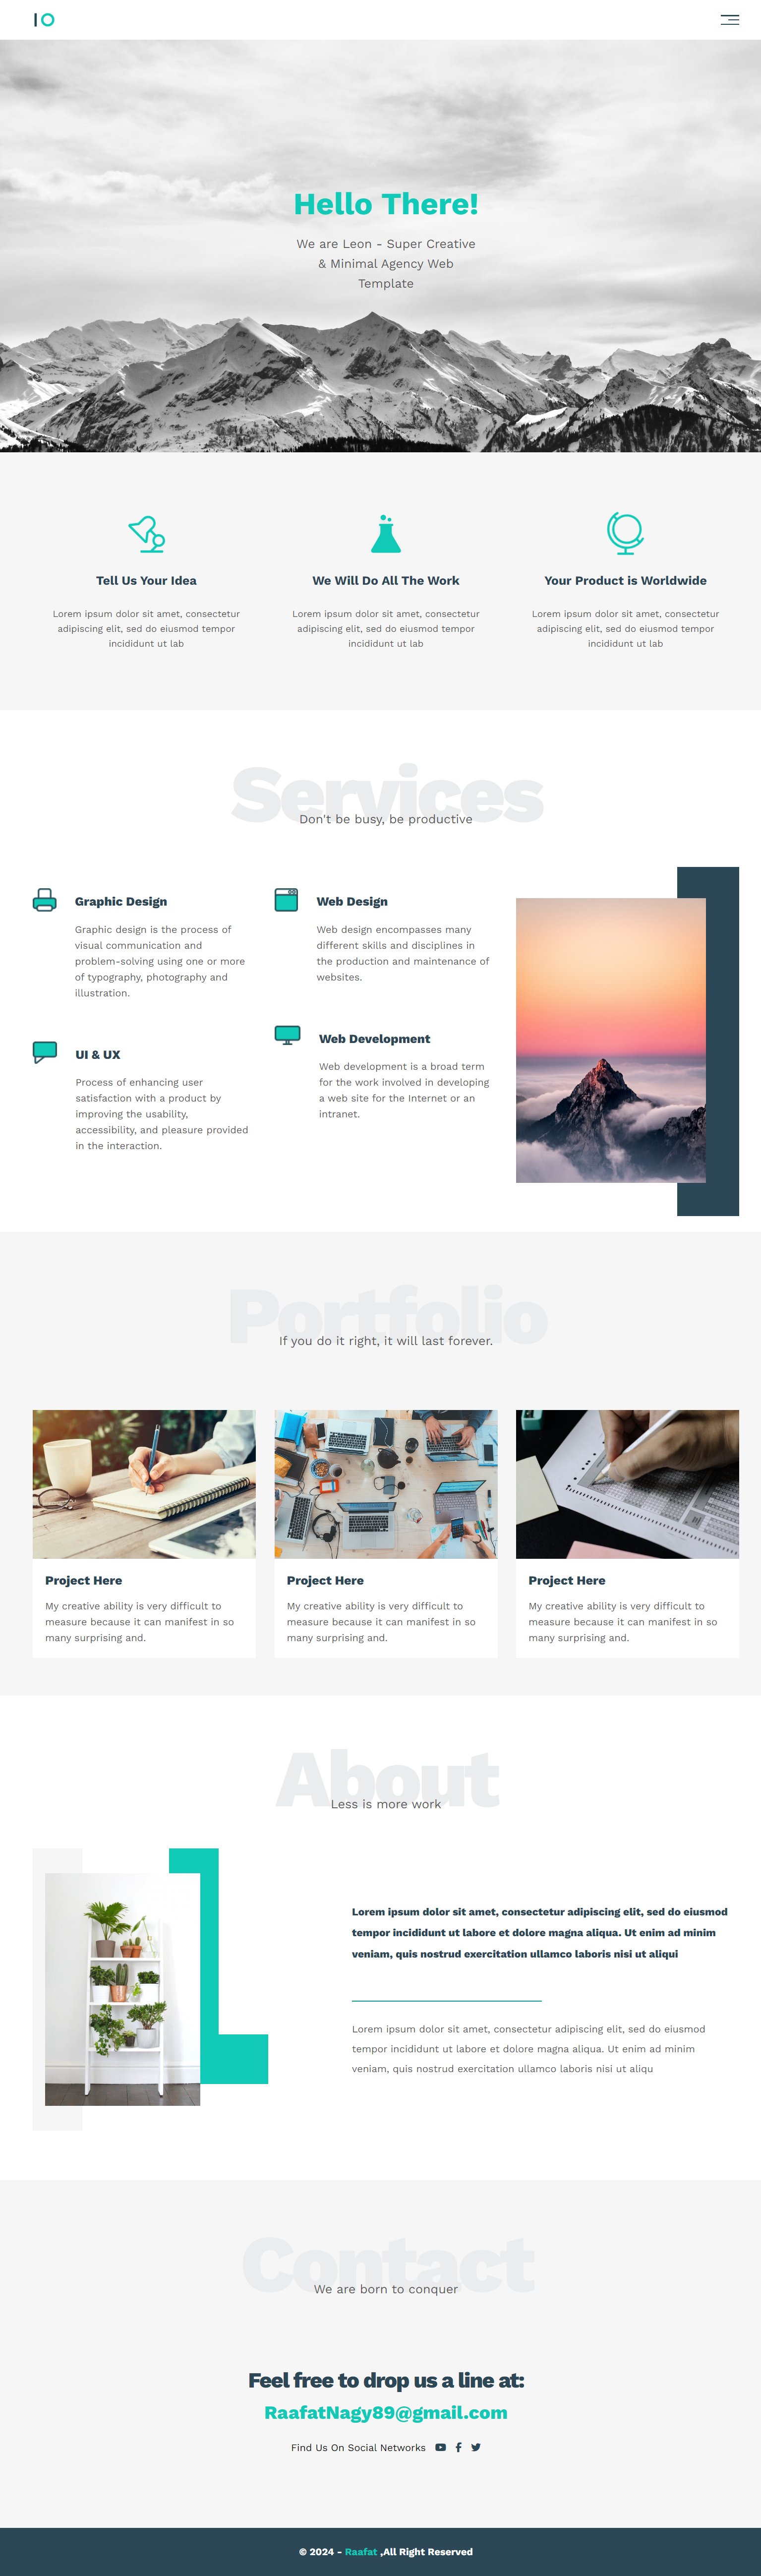 IO
Hello There!
We are Leon - Super Creative
& Minimal Agency Web
Template
Tell Us Your Idea
Lorem ipsum dolor sit amet, consectetur
adipiscing elit, sed do eiusmod tempor
incididunt ut lab
We Will Do All The Work
Lorem ipsum dolor sit amet, consectetur
adipiscing elit, sed do eiusmod tempor
incididunt ut lab
Your Product is Worldwide
Lorem ipsum dolor sit amet, consectetur
adipiscing elit, sed do eiusmod tempor
incididunt ut lab
Services
Don't be busy, be productive
Graphic Design
Graphic design is the process of
visual communication and
problem-solving using one or more
of typography, photography and
illustration.
UI & UX
Process of enhancing user
satisfaction with a product by
improving the usability,
accessibility, and pleasure provided
in the interaction.
Web Design
Web design encompasses many
different skills and disciplines in
the production and maintenance of
websites.
Web Development
Web development is a broad term
for the work involved in developing
a web site for the Internet or an
intranet.
Portfolio
If you do it right, it will last forever.
Project Here
My creative ability is very difficult to
measure because it can manifest in so
many surprising and.
Project Here
My creative ability is very difficult to
measure because it can manifest in so
many surprising and.
Project Here
My creative ability is very difficult to
measure because it can manifest in so
many surprising and.
About
Less is more work
Lorem ipsum dolor sit amet, consectetur adipiscing elit, sed do eiusmod
tempor incididunt ut labore et dolore magna aliqua. Ut enim ad minim
veniam, quis nostrud exercitation ullamco laboris nisi ut aliqui
Lorem ipsum dolor sit amet, consectetur adipiscing elit, sed do eiusmod
tempor incididunt ut labore et dolore magna aliqua. Ut enim ad minim
veniam, quis nostrud exercitation ullamco laboris nisi ut aliqu
Contact
We are born to conquer
Feel free to drop us a line at:
RaafatNagy89@gmail.com
Find Us On Social Networks
© 2024 - Raafat ,All Right Reserved